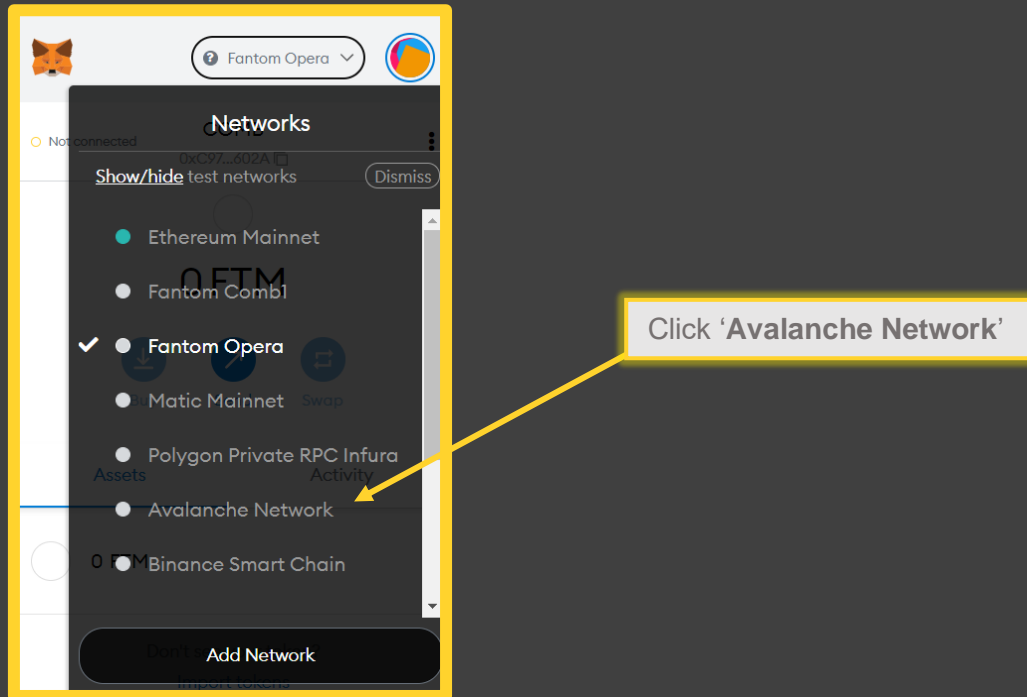 Fantom Opera
Networks
Not connected
COMB
0xC97...602A
Show/hide test networks
Dismiss
Ethereum Mainnet
0 FTM
Fantom Comb1
Fantom Opera
Matic Mainnet
Swap
Polygon Private RPC Infura
Assets
Activity
Avalanche Network
0 FTM
Binance Smart Chain
Add Network
Import tokens
Click ‘Avalanche Network’